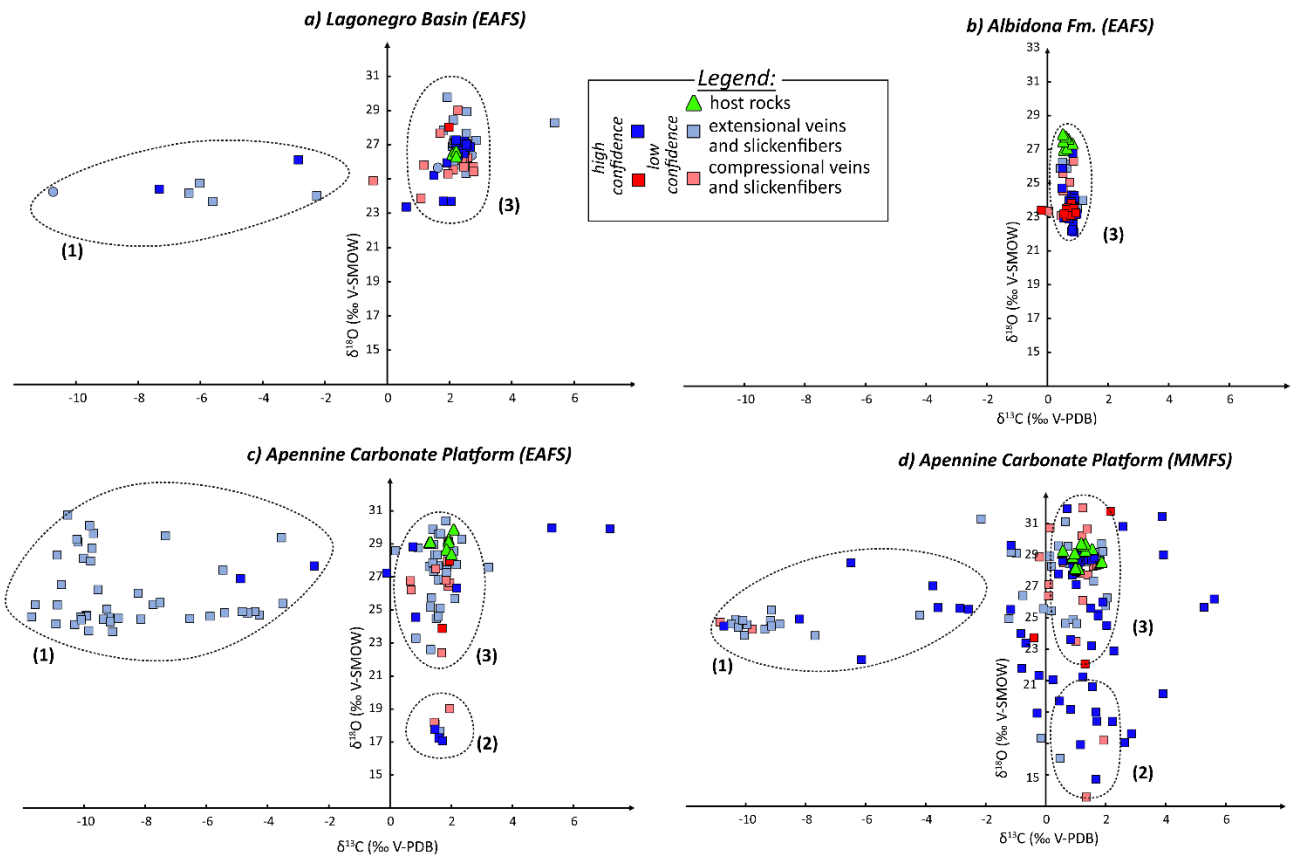 a) Lagonegro Basin (EAFS)
31
29
27
25
23
21
19
17
15
δ¹⁸O (‰ V-SMOW)
(1)
(3)
-10 -8 -6 -4 -2 0 2 4 6
b) Albidona Fm. (EAFS)
33
31
29
27
25
23
21
19
17
15
δ¹⁸O (‰ V-SMOW)
(3)
-10 -8 -6 -4 -2 0 2 4 6
δ¹³C (‰ V-PDB)
Legend:
high confidence
low confidence
host rocks
extensional veins
and slickenfibers
compressional veins
and slickenfibers
c) Apennine Carbonate Platform (EAFS)
31
29
27
25
23
21
19
17
15
δ¹⁸O (‰ V-SMOW)
(1)
(3)
(2)
-10 -8 -6 -4 -2 0 2 4 6
δ¹³C (‰ V-PDB)
d) Apennine Carbonate Platform (MMFS)
31
29
27
25
23
21
19
17
15
δ¹⁸O (‰ V-SMOW)
(1)
(3)
(2)
-10 -8 -6 -4 -2 0 2 4 6
δ¹³C (‰ V-PDB)